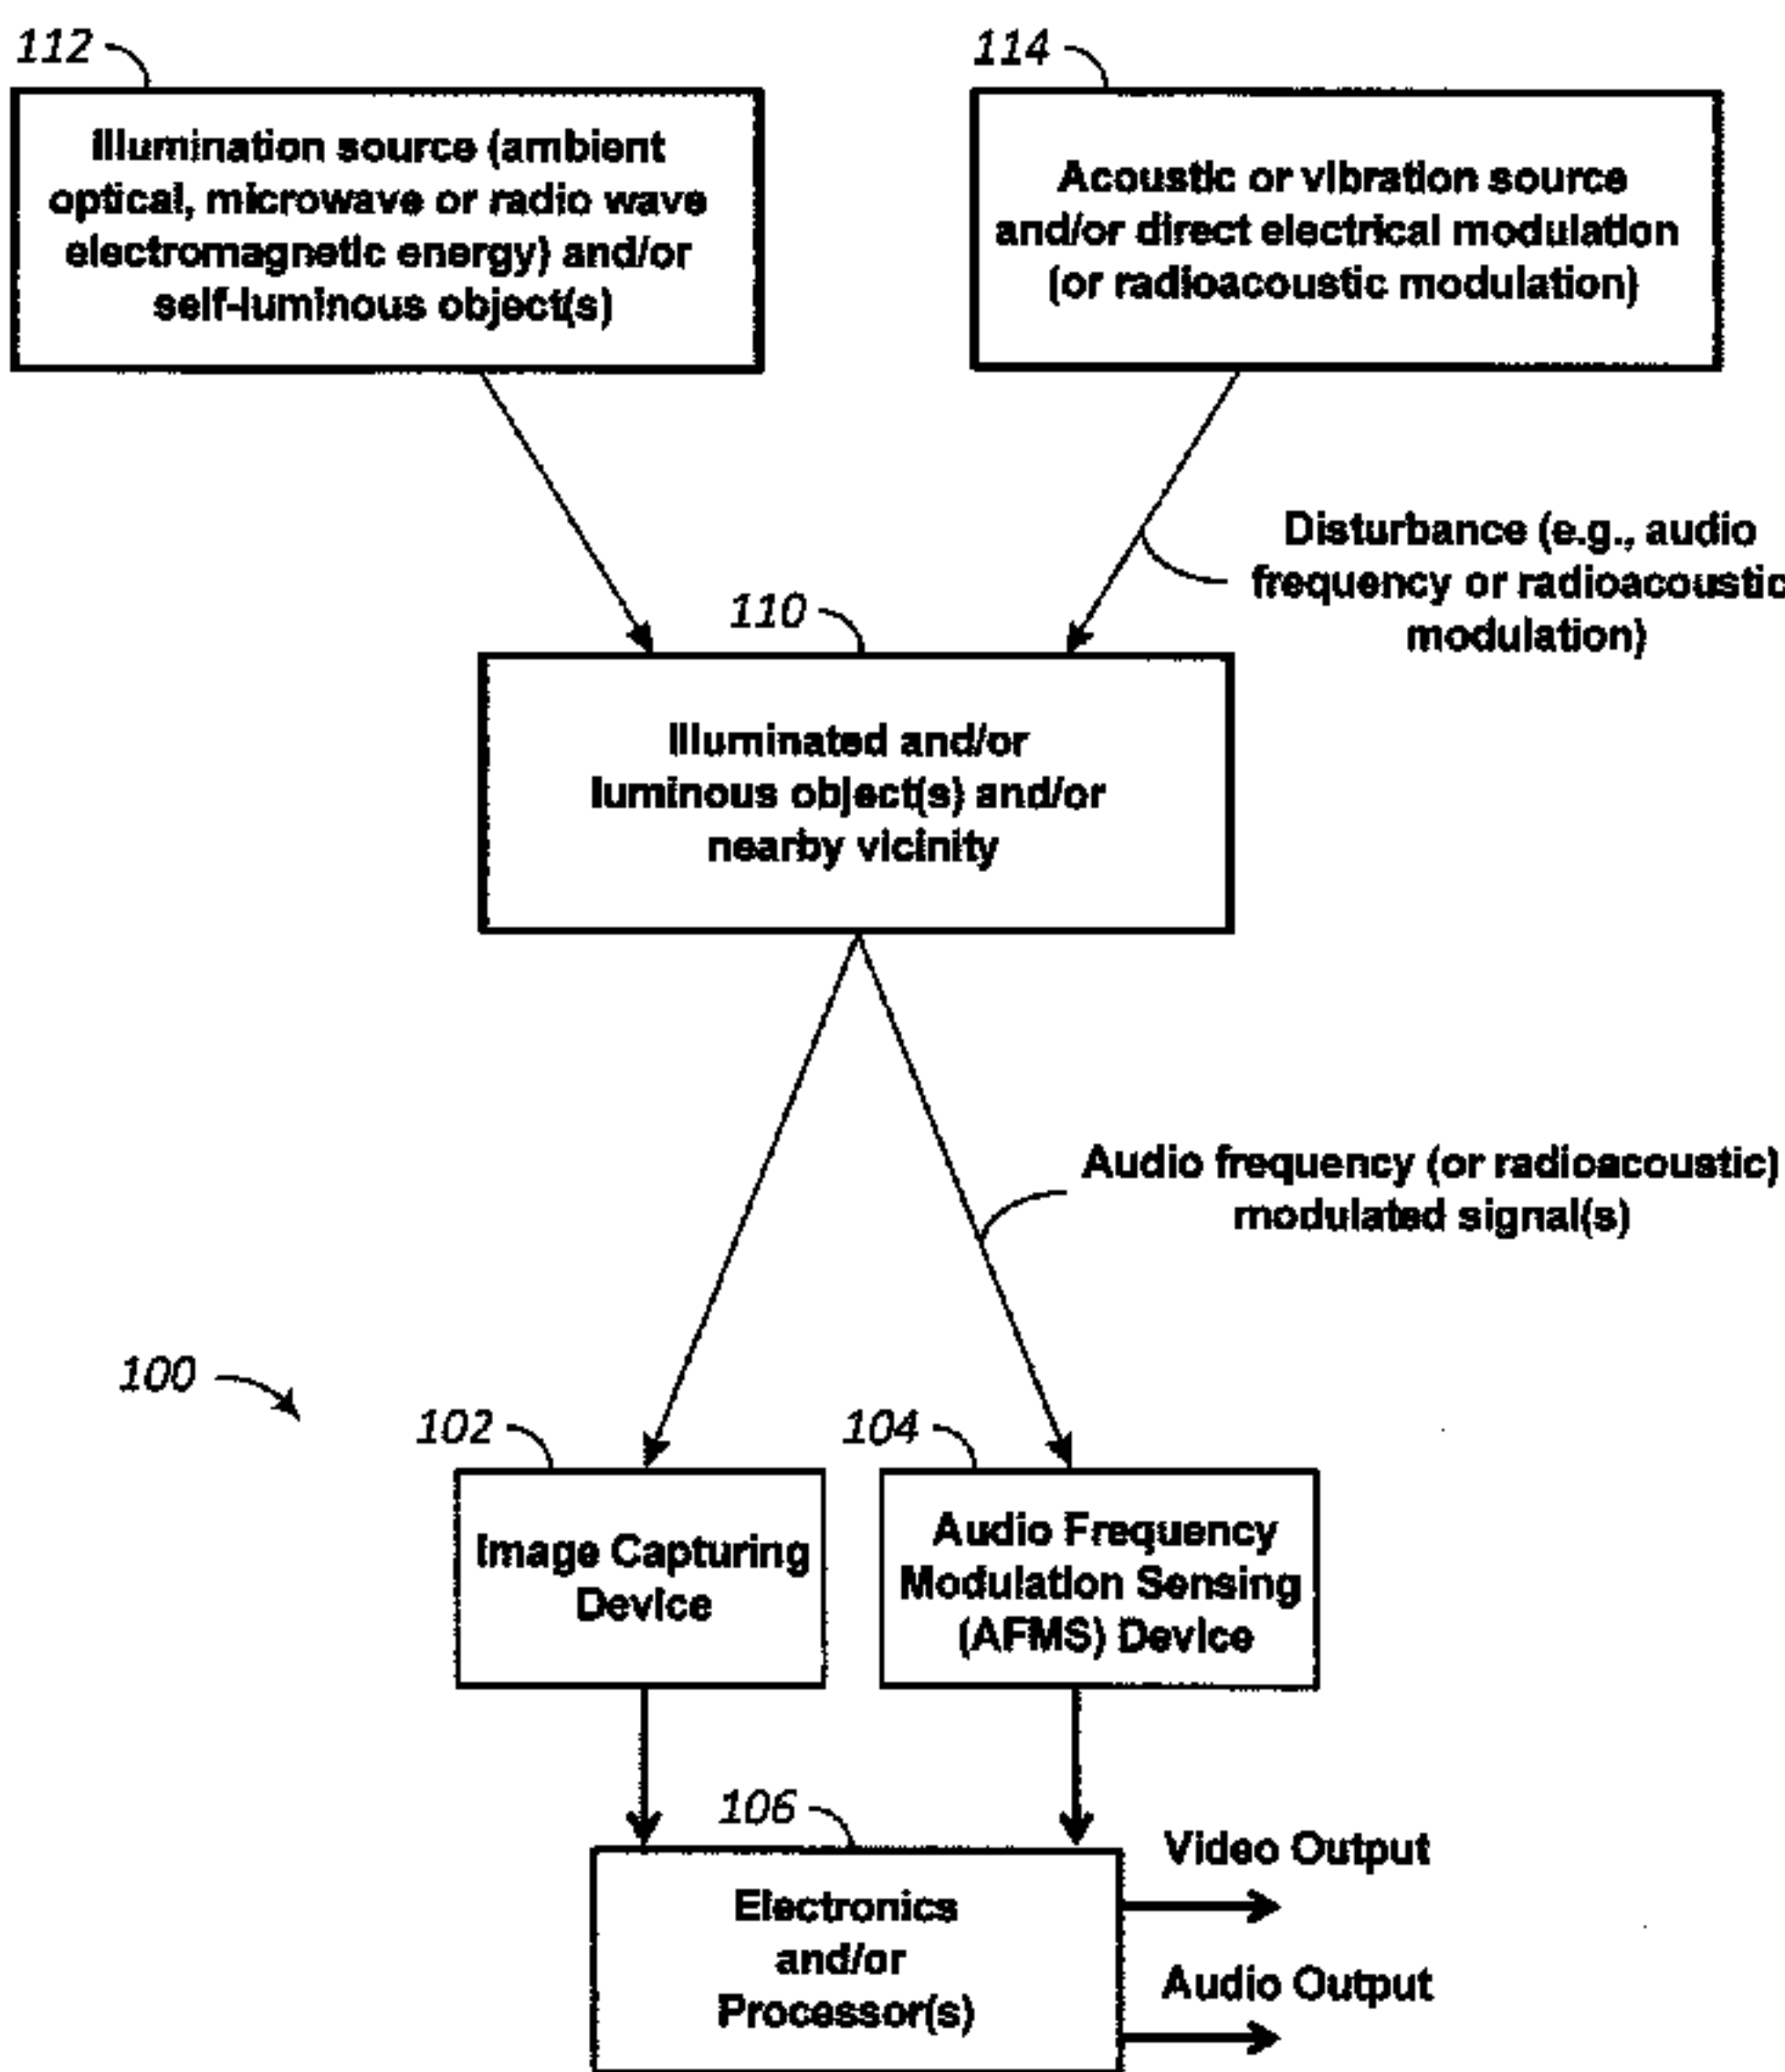 112
Illumination source (ambient
optical, microwave or radio wave
electromagnetic energy) and/or
self-luminous object(s)
114
Acoustic or vibration source
and/or direct electrical modulation
(or radioacoustic modulation)
Disturbance (e.g., audio
frequency or radioacoustic
modulation)
110
Illuminated and/or
luminous object(s) and/or
nearby vicinity
Audio frequency (or radioacoustic)
modulated signal(s)
100
102
Image Capturing
Device
104
Audio Frequency
Modulation Sensing
(AFMS) Device
106
Electronics
and/or
Processor(s)
Video Output
Audio Output